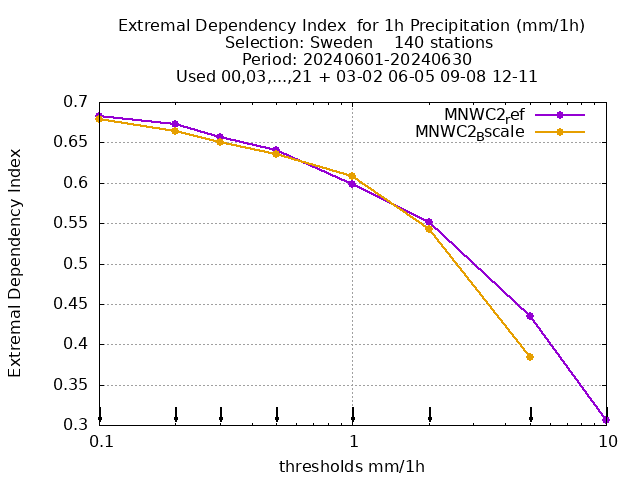 Extremal Dependency Index  for 1h Precipitation (mm/1h)
Selection: Sweden    140 stations
Period: 20240601-20240630
Used 00,03,...,21 + 03-02 06-05 09-08 12-11
MNWC2ref
MNWC2Bscale
Extremal Dependency Index
0.7
0.65
0.6
0.55
0.5
0.45
0.4
0.35
0.3
0.1 1 10
thresholds mm/1h